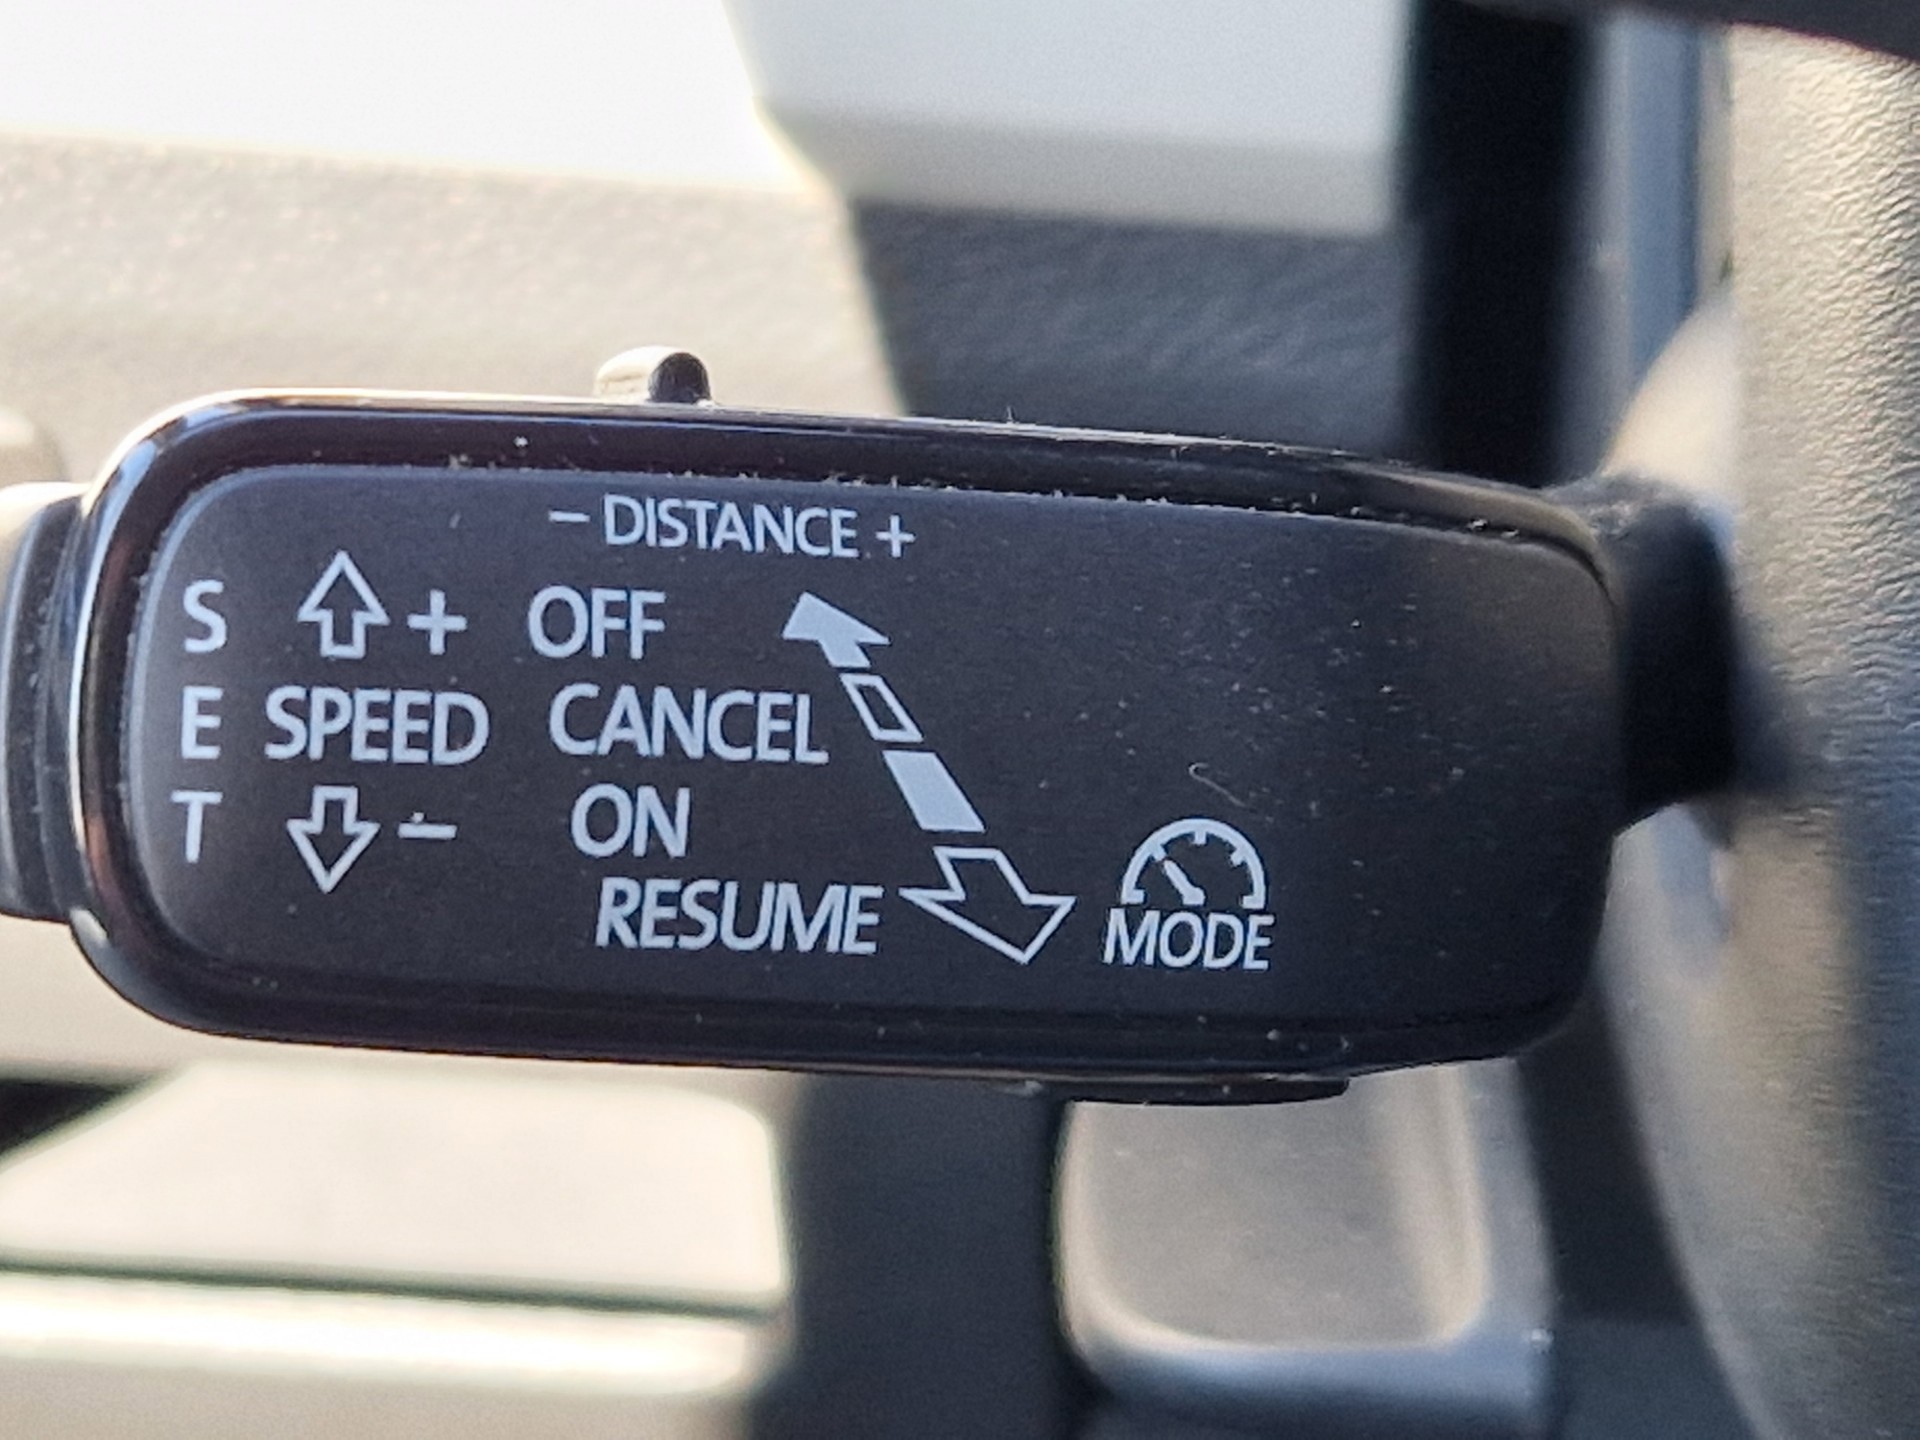 – DISTANCE +
S + OFF
E SPEED CANCEL
T – ON
RESUME MODE